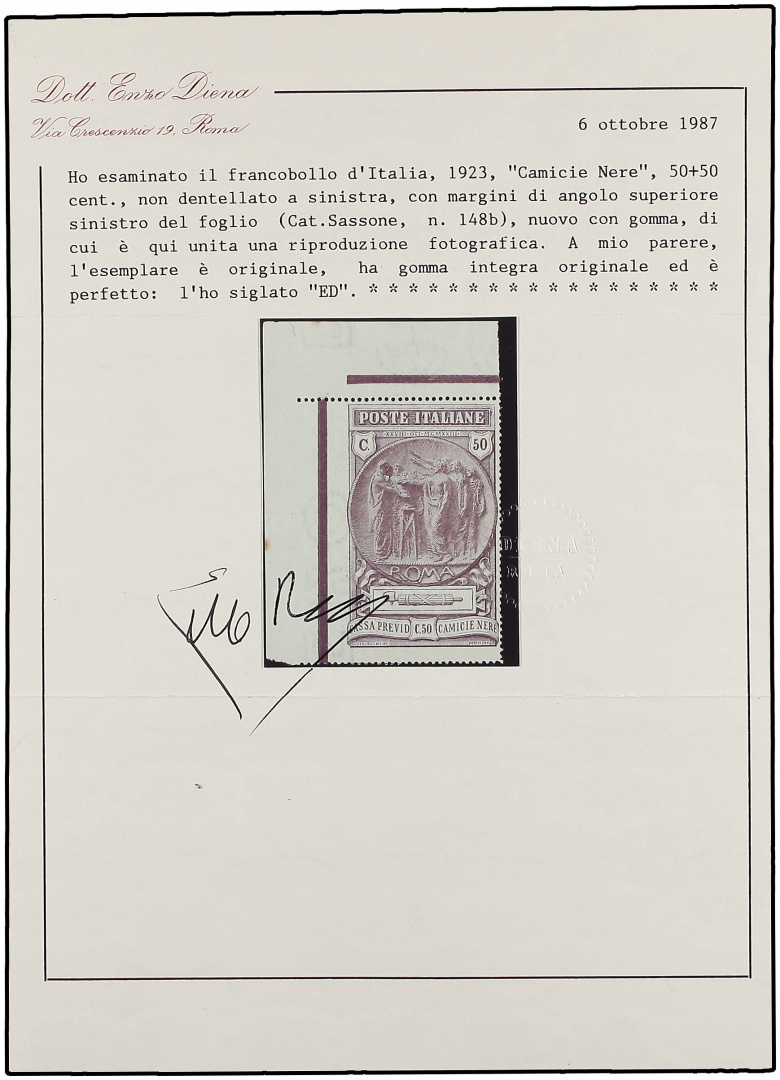 Dott. Enzo Diena
Via Crescenzio 19, Roma
6 ottobre 1987
Ho esaminato il francobollo d'Italia, 1923, "Camicie Nere", 50+50
cent., non dentellato a sinistra, con margini di angolo superiore
sinistro del foglio (Cat.Sassone, n. 148b), nuovo con gomma, di
cui è qui unita una riproduzione fotografica. A mio parere,
l'esemplare è originale, ha gomma integra originale ed è
perfetto: l'ho siglato "ED". * * * * * * * * * * * * * * * * * *
POSTE ITALIANE
C. 50
ROMA
CASSA PREVID C.50 CAMICIE NERE
DIENA
ROMA